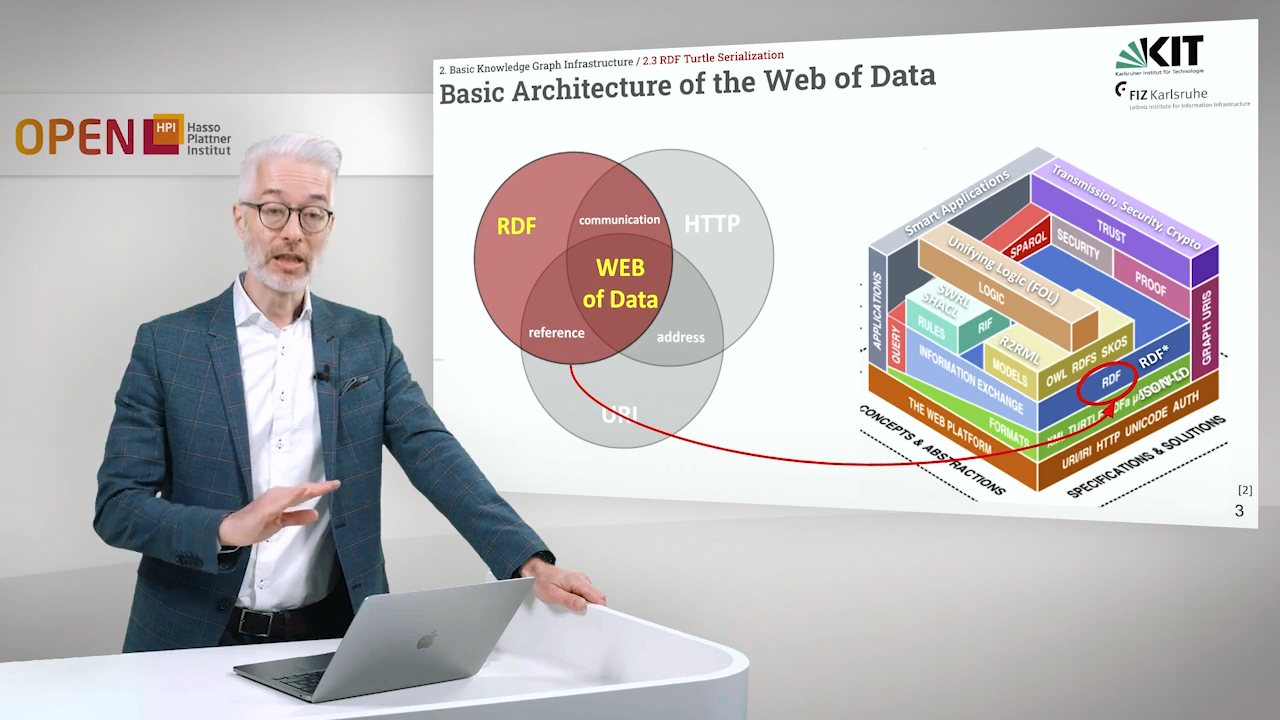 OPEN
HPI
Hasso
Plattner
Institut
2. Basic Knowledge Graph Infrastructure / 2.3 RDF Turtle Serialization
Basic Architecture of the Web of Data
KIT
Karlsruher Institut für Technologie
FIZ Karlsruhe
Leibniz Institute for Information Infrastructure
RDF
communication
HTTP
WEB
of Data
reference
address
URI
Smart Applications
Transmission, Security, Crypto
TRUST
SPARQL
SECURITY
PROOF
Unifying Logic (FOL)
LOGIC
APPLICATIONS
SWRL
SHACL
RULES
RIF
R2RML
MODELS
OWL RDFS SKOS
QUERY
INFORMATION EXCHANGE
RDF
RDF*
GRAPH URIS
JSON-LD
XML TURTLE
FORMATS
THE WEB PLATFORM
URI/IRI HTTP UNICODE AUTH
CONCEPTS & ABSTRACTIONS
SPECIFICATIONS & SOLUTIONS
[2]
3